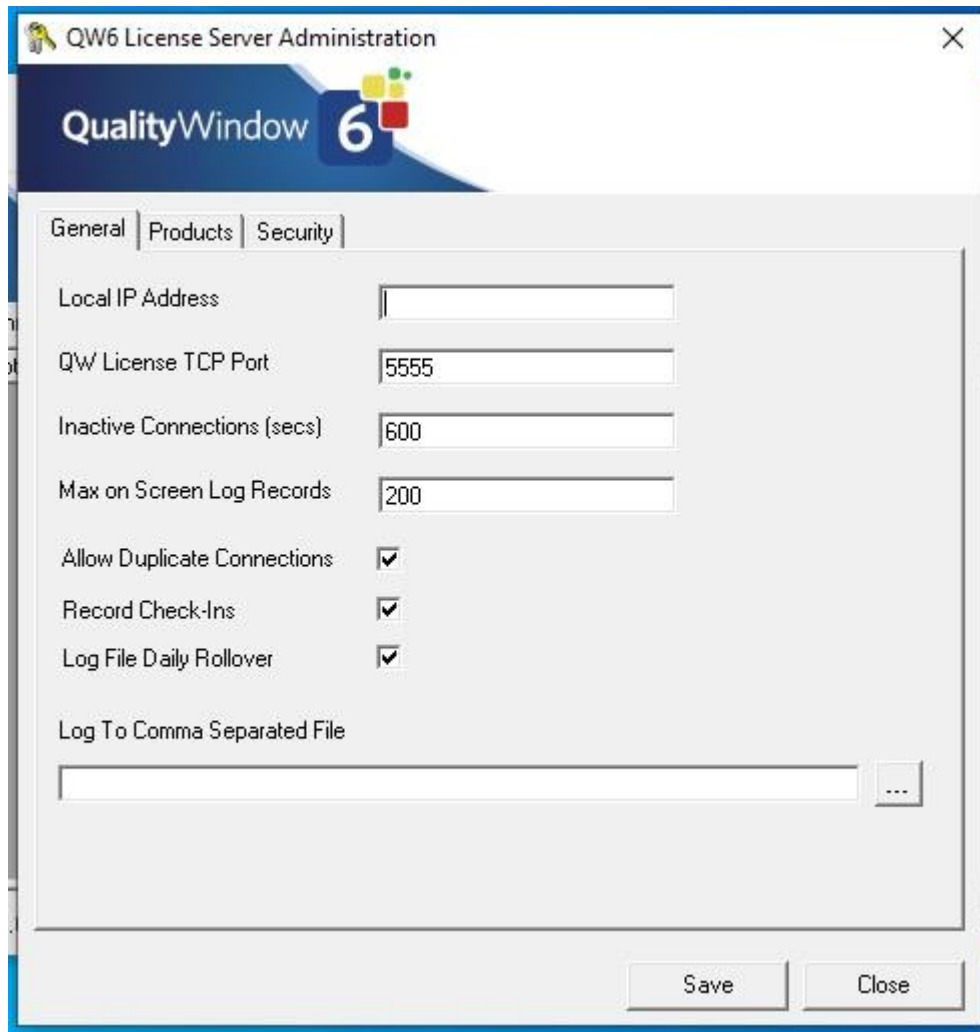 QW6 License Server Administration
QualityWindow 6
General Products Security
Local IP Address
QW License TCP Port 5555
Inactive Connections (secs) 600
Max on Screen Log Records 200
Allow Duplicate Connections
Record Check-Ins
Log File Daily Rollover
Log To Comma Separated File
...
Save Close